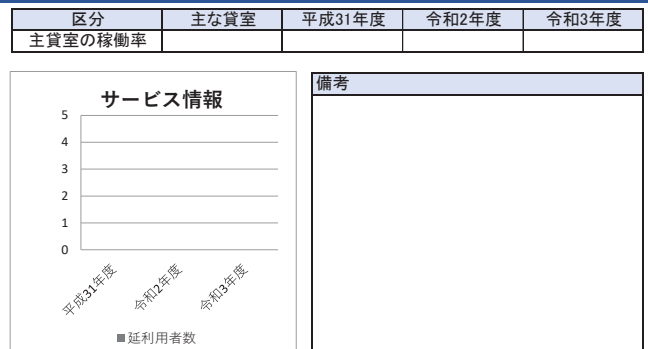 区分 主な貸室 平成31年度 令和2年度 令和3年度
主貸室の稼働率
サービス情報
5
4
3
2
1
0
平成31年度 令和2年度 令和3年度
■延利用者数
備考